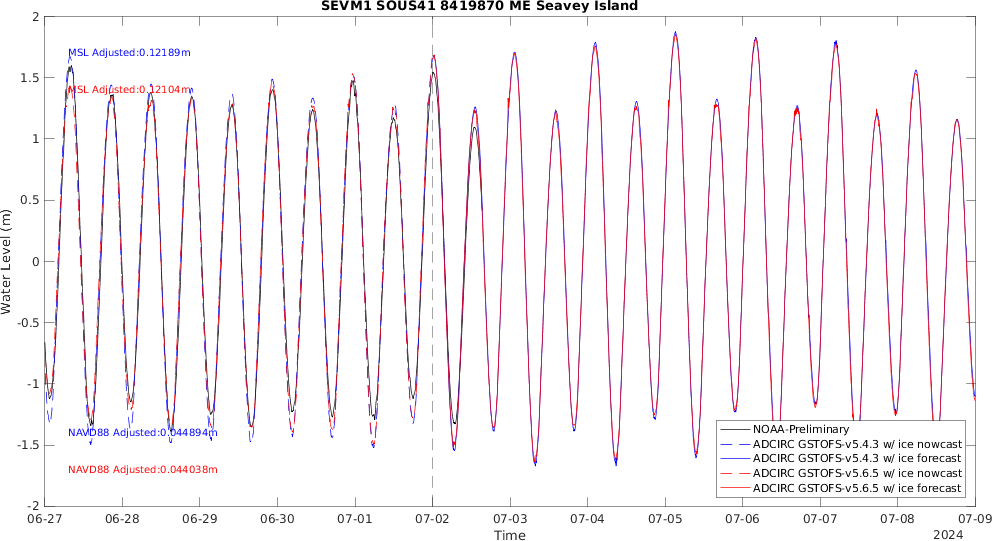 SEVM1 SOUS41 8419870 ME Seavey Island
2
1.5
1
0.5
0
-0.5
-1
-1.5
-2
Water Level (m)
MSL Adjusted:0.12189m
MSL Adjusted:0.12104m
NAVD88 Adjusted:0.044894m
NAVD88 Adjusted:0.044038m
NOAA-Preliminary
ADCIRC GSTOFS-v5.4.3 w/ ice nowcast
ADCIRC GSTOFS-v5.4.3 w/ ice forecast
ADCIRC GSTOFS-v5.6.5 w/ ice nowcast
ADCIRC GSTOFS-v5.6.5 w/ ice forecast
06-27 06-28 06-29 06-30 07-01 07-02 07-03 07-04 07-05 07-06 07-07 07-08 07-09
Time
2024